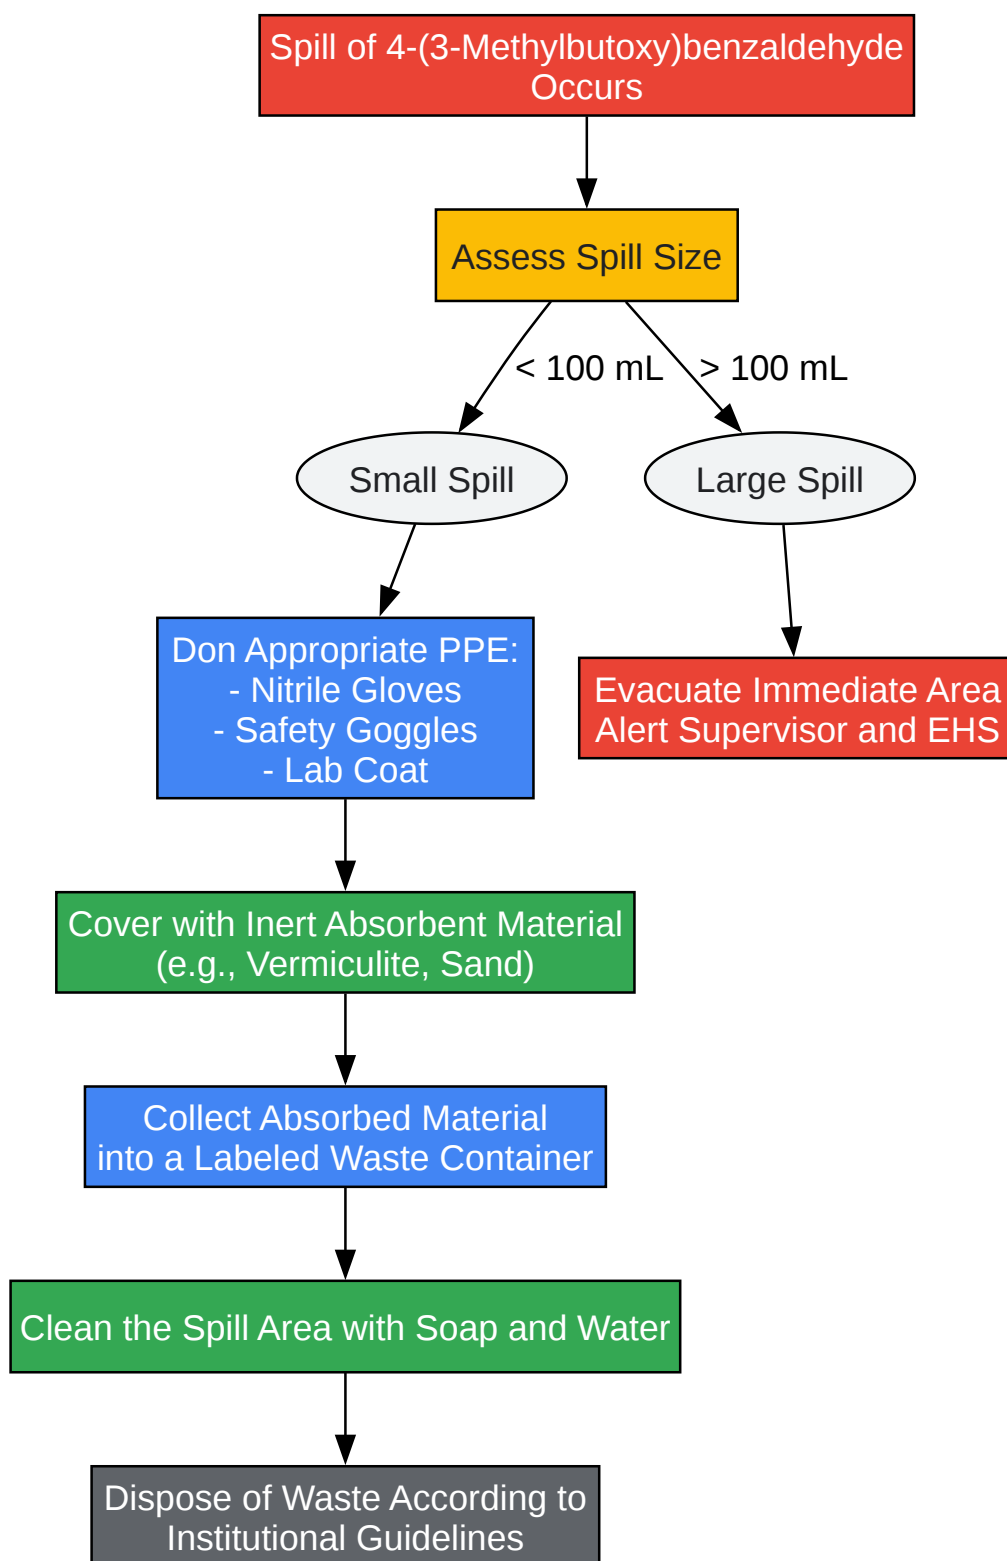 Spill of 4-(3-Methylbutoxy)benzaldehyde
Occurs
Assess Spill Size
< 100 mL
> 100 mL
Small Spill
Large Spill
Don Appropriate PPE:
- Nitrile Gloves
- Safety Goggles
- Lab Coat
Evacuate Immediate Area
Alert Supervisor and EHS
Cover with Inert Absorbent Material
(e.g., Vermiculite, Sand)
Collect Absorbed Material
into a Labeled Waste Container
Clean the Spill Area with Soap and Water
Dispose of Waste According to
Institutional Guidelines